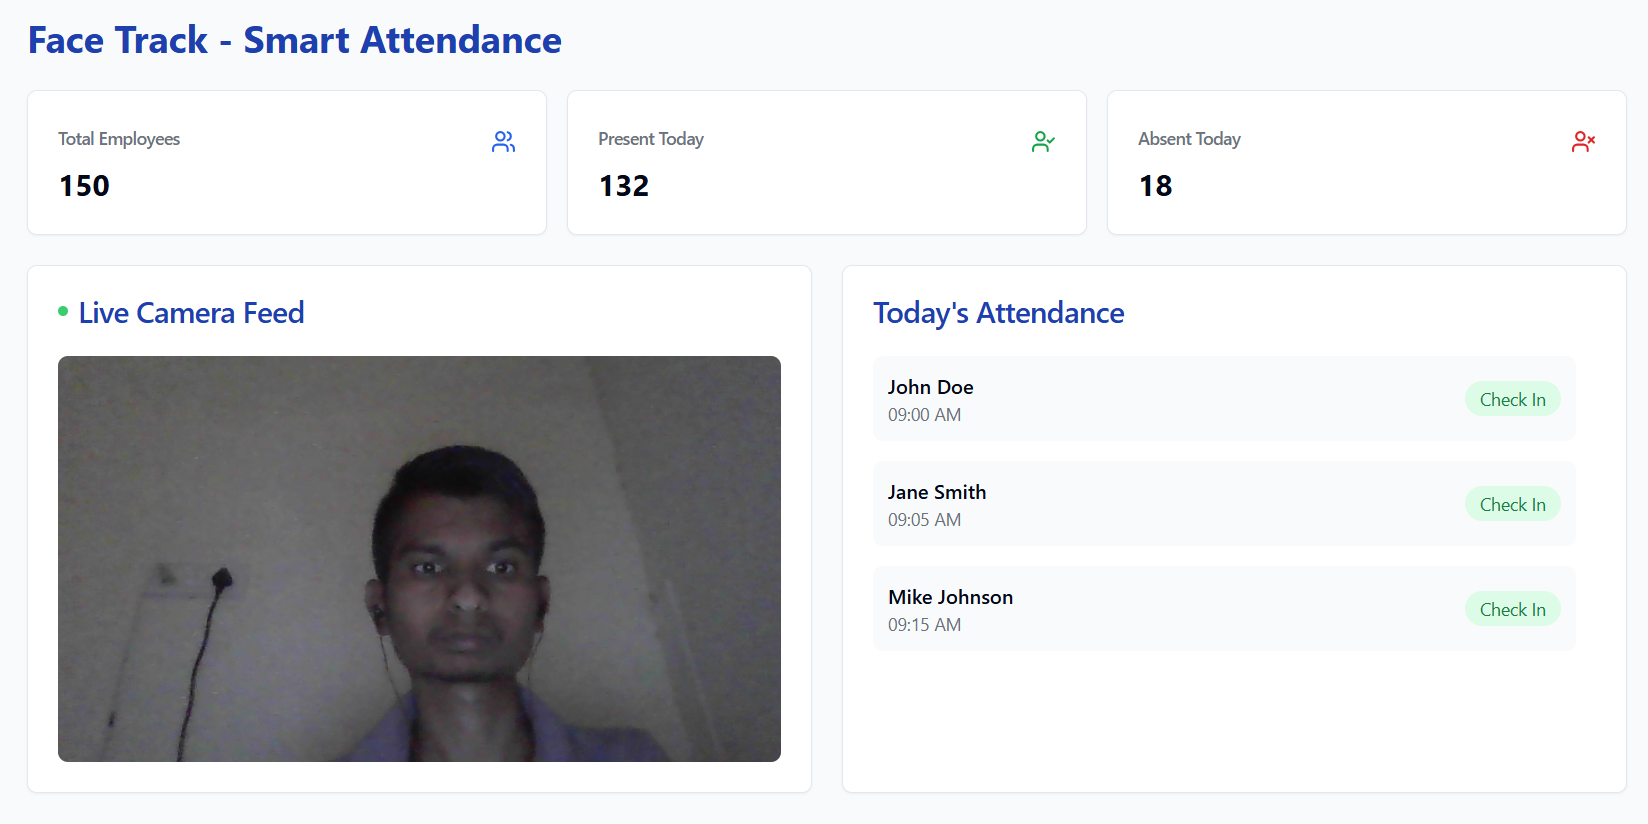 Face Track - Smart Attendance
Total Employees
150
Present Today
132
Absent Today
18
Live Camera Feed
Today's Attendance
John Doe
09:00 AM
Check In
Jane Smith
09:05 AM
Check In
Mike Johnson
09:15 AM
Check In